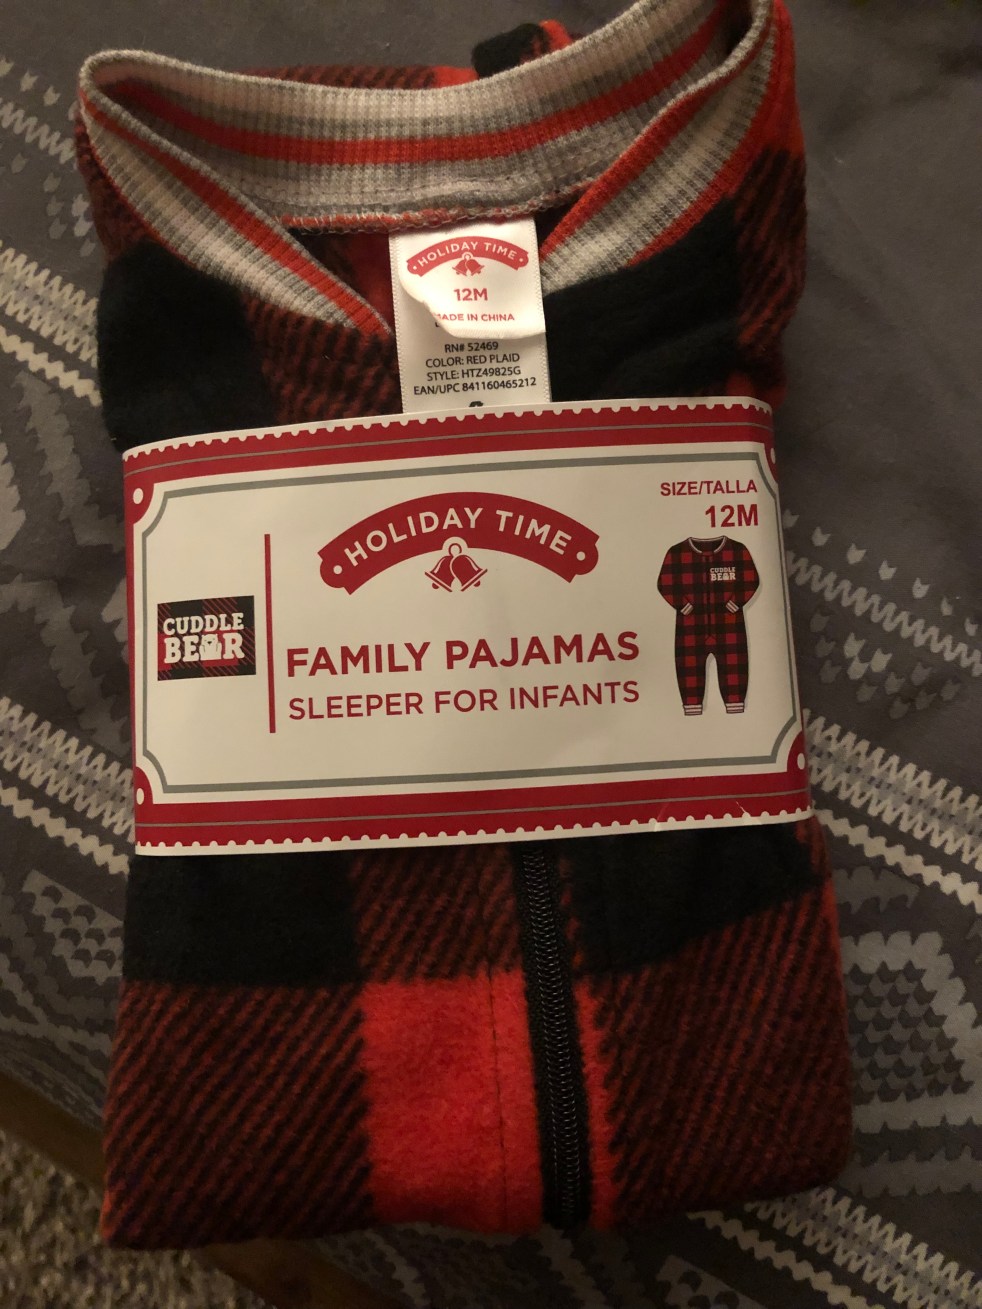 HOLIDAY TIME
12M
MADE IN CHINA
RN# 52469
COLOR: RED PLAID
STYLE: HTZ49825G
EAN/UPC 841160465212
SIZE/TALLA
12M
HOLIDAY TIME
CUDDLE
BEAR
CUDDLE
BEAR
FAMILY PAJAMAS
SLEEPER FOR INFANTS